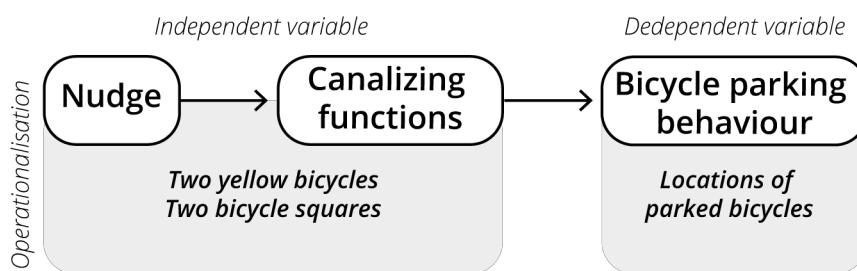 Independent variable
Dedependent variable
Operationalisation
Nudge
Canalizing
functions
Bicycle parking
behaviour
Two yellow bicycles
Two bicycle squares
Locations of
parked bicycles